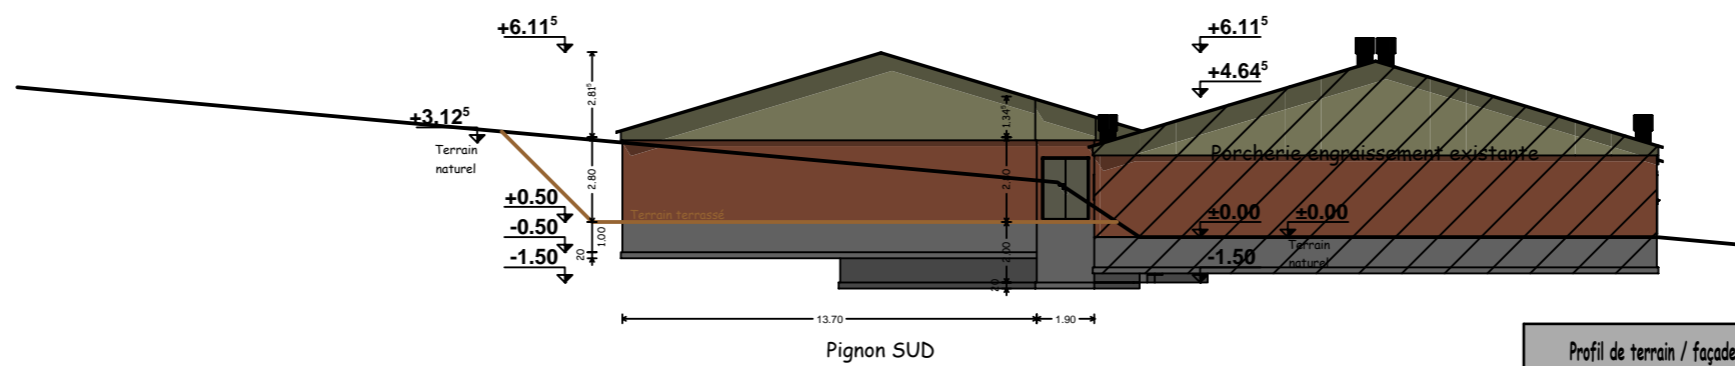 +6.11⁵
+6.11⁵
+4.64⁵
+3.12⁵
Terrain
naturel
2.81⁵
1.34⁵
2.80
2.80
Porcherie engraissement existante
+0.50
-0.50
-1.50
Terrain terrassé
±0.00
±0.00
1.00
20
2.00
20
-1.50
Terrain
naturel
13.70
1.90
Pignon SUD
Profil de terrain / façade